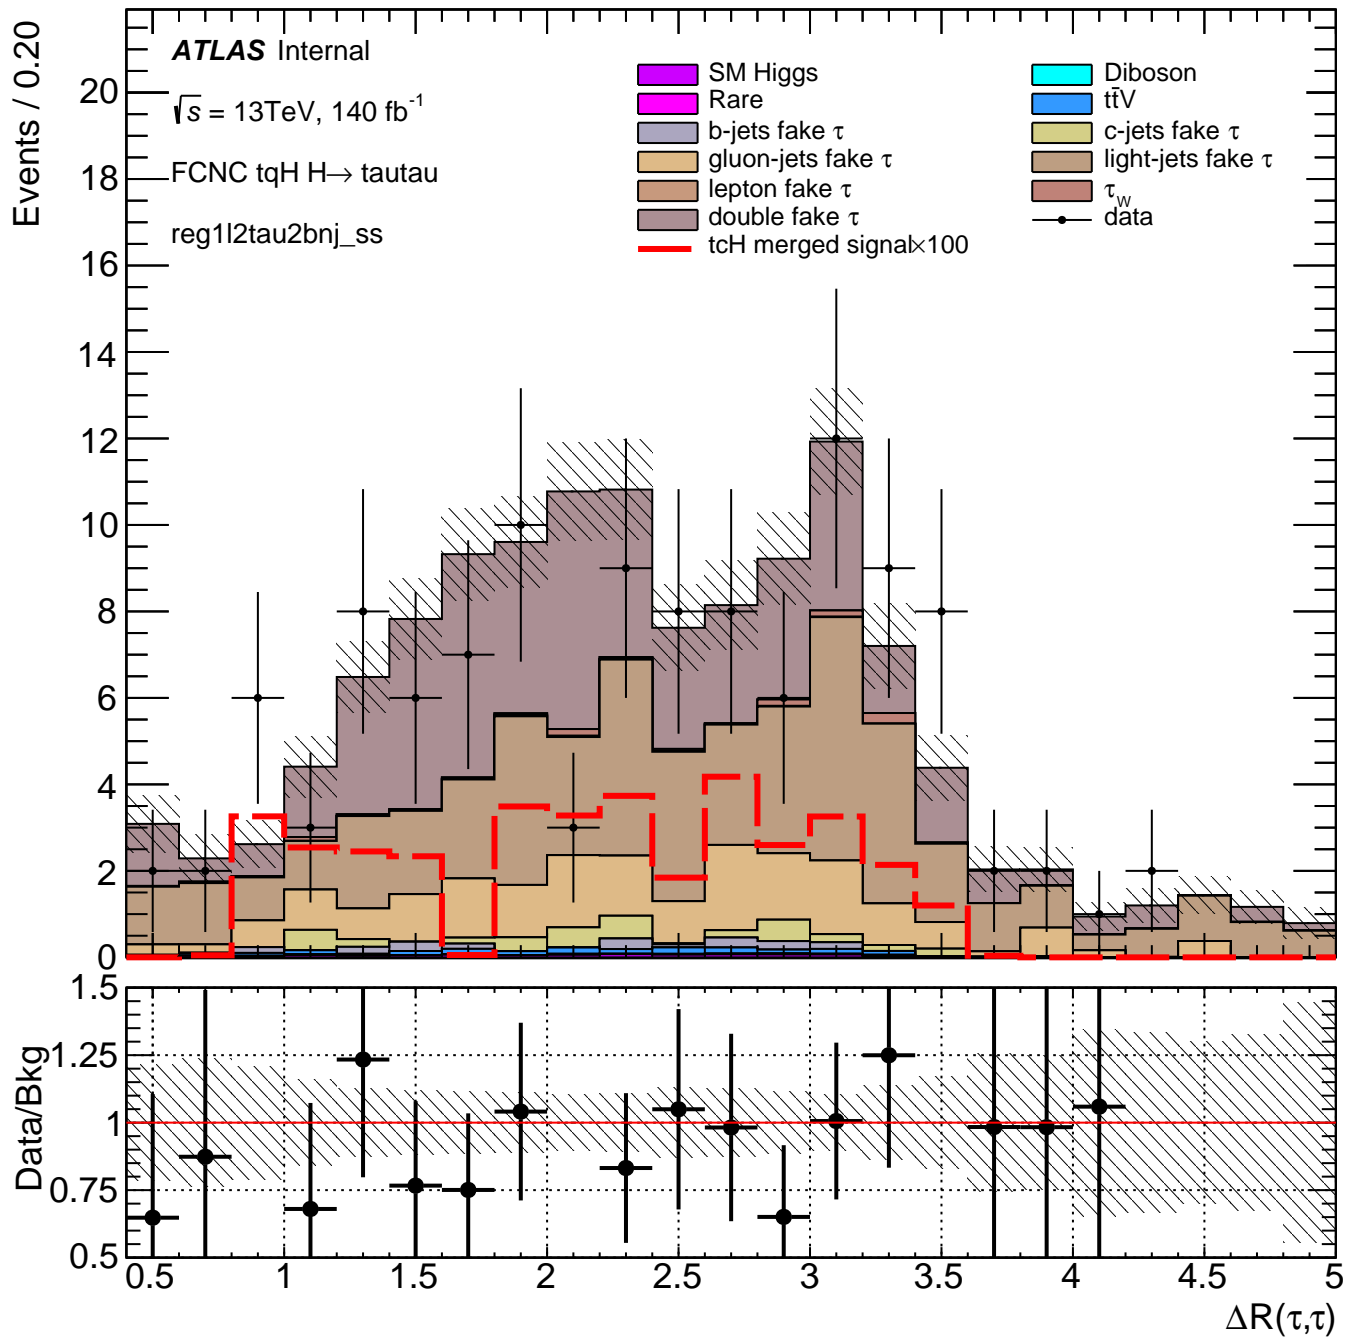 Events / 0.20
20
18
16
14
12
10
8
6
4
2
0
ATLAS Internal
√s = 13TeV, 140 fb⁻¹
FCNC tqH H→ tautau
reg1l2tau2bnj_ss
SM Higgs
Rare
b-jets fake τ
gluon-jets fake τ
lepton fake τ
double fake τ
tcH merged signal×100
Diboson
tt̄V
c-jets fake τ
light-jets fake τ
τ_W
data
Data/Bkg
1.5
1.25
1
0.75
0.5
0.5 1 1.5 2 2.5 3 3.5 4 4.5 5
ΔR(τ,τ)